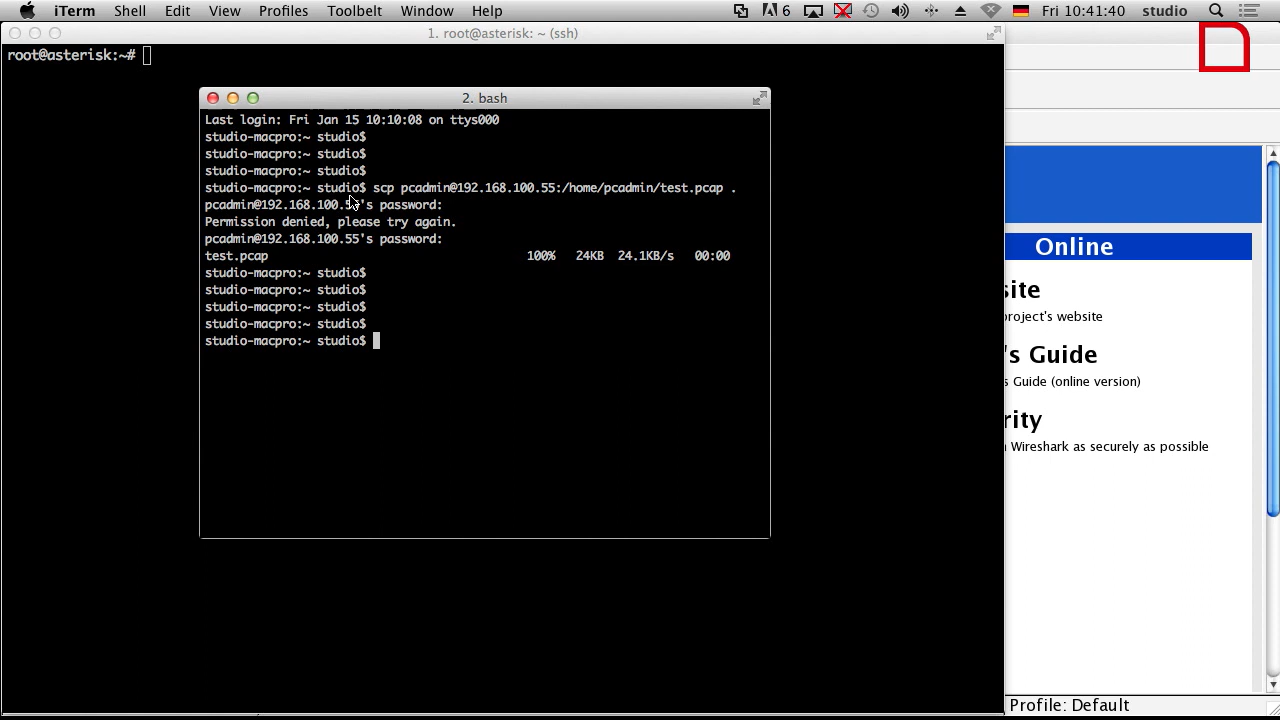 iTerm Shell Edit View Profiles Toolbelt Window Help 6 Fri 10:41:40 studio
1. root@asterisk: ~ (ssh)
root@asterisk:~#
2. bash
Last login: Fri Jan 15 10:10:08 on ttys000
studio-macpro:~ studio$
studio-macpro:~ studio$
studio-macpro:~ studio$
studio-macpro:~ studio$ scp pcadmin@192.168.100.55:/home/pcadmin/test.pcap .
pcadmin@192.168.100.55's password:
Permission denied, please try again.
pcadmin@192.168.100.55's password:
test.pcap 100% 24KB 24.1KB/s 00:00
studio-macpro:~ studio$
studio-macpro:~ studio$
studio-macpro:~ studio$
studio-macpro:~ studio$
studio-macpro:~ studio$
Online
site
project's website
's Guide
s Guide (online version)
rity
Wireshark as securely as possible
Profile: Default